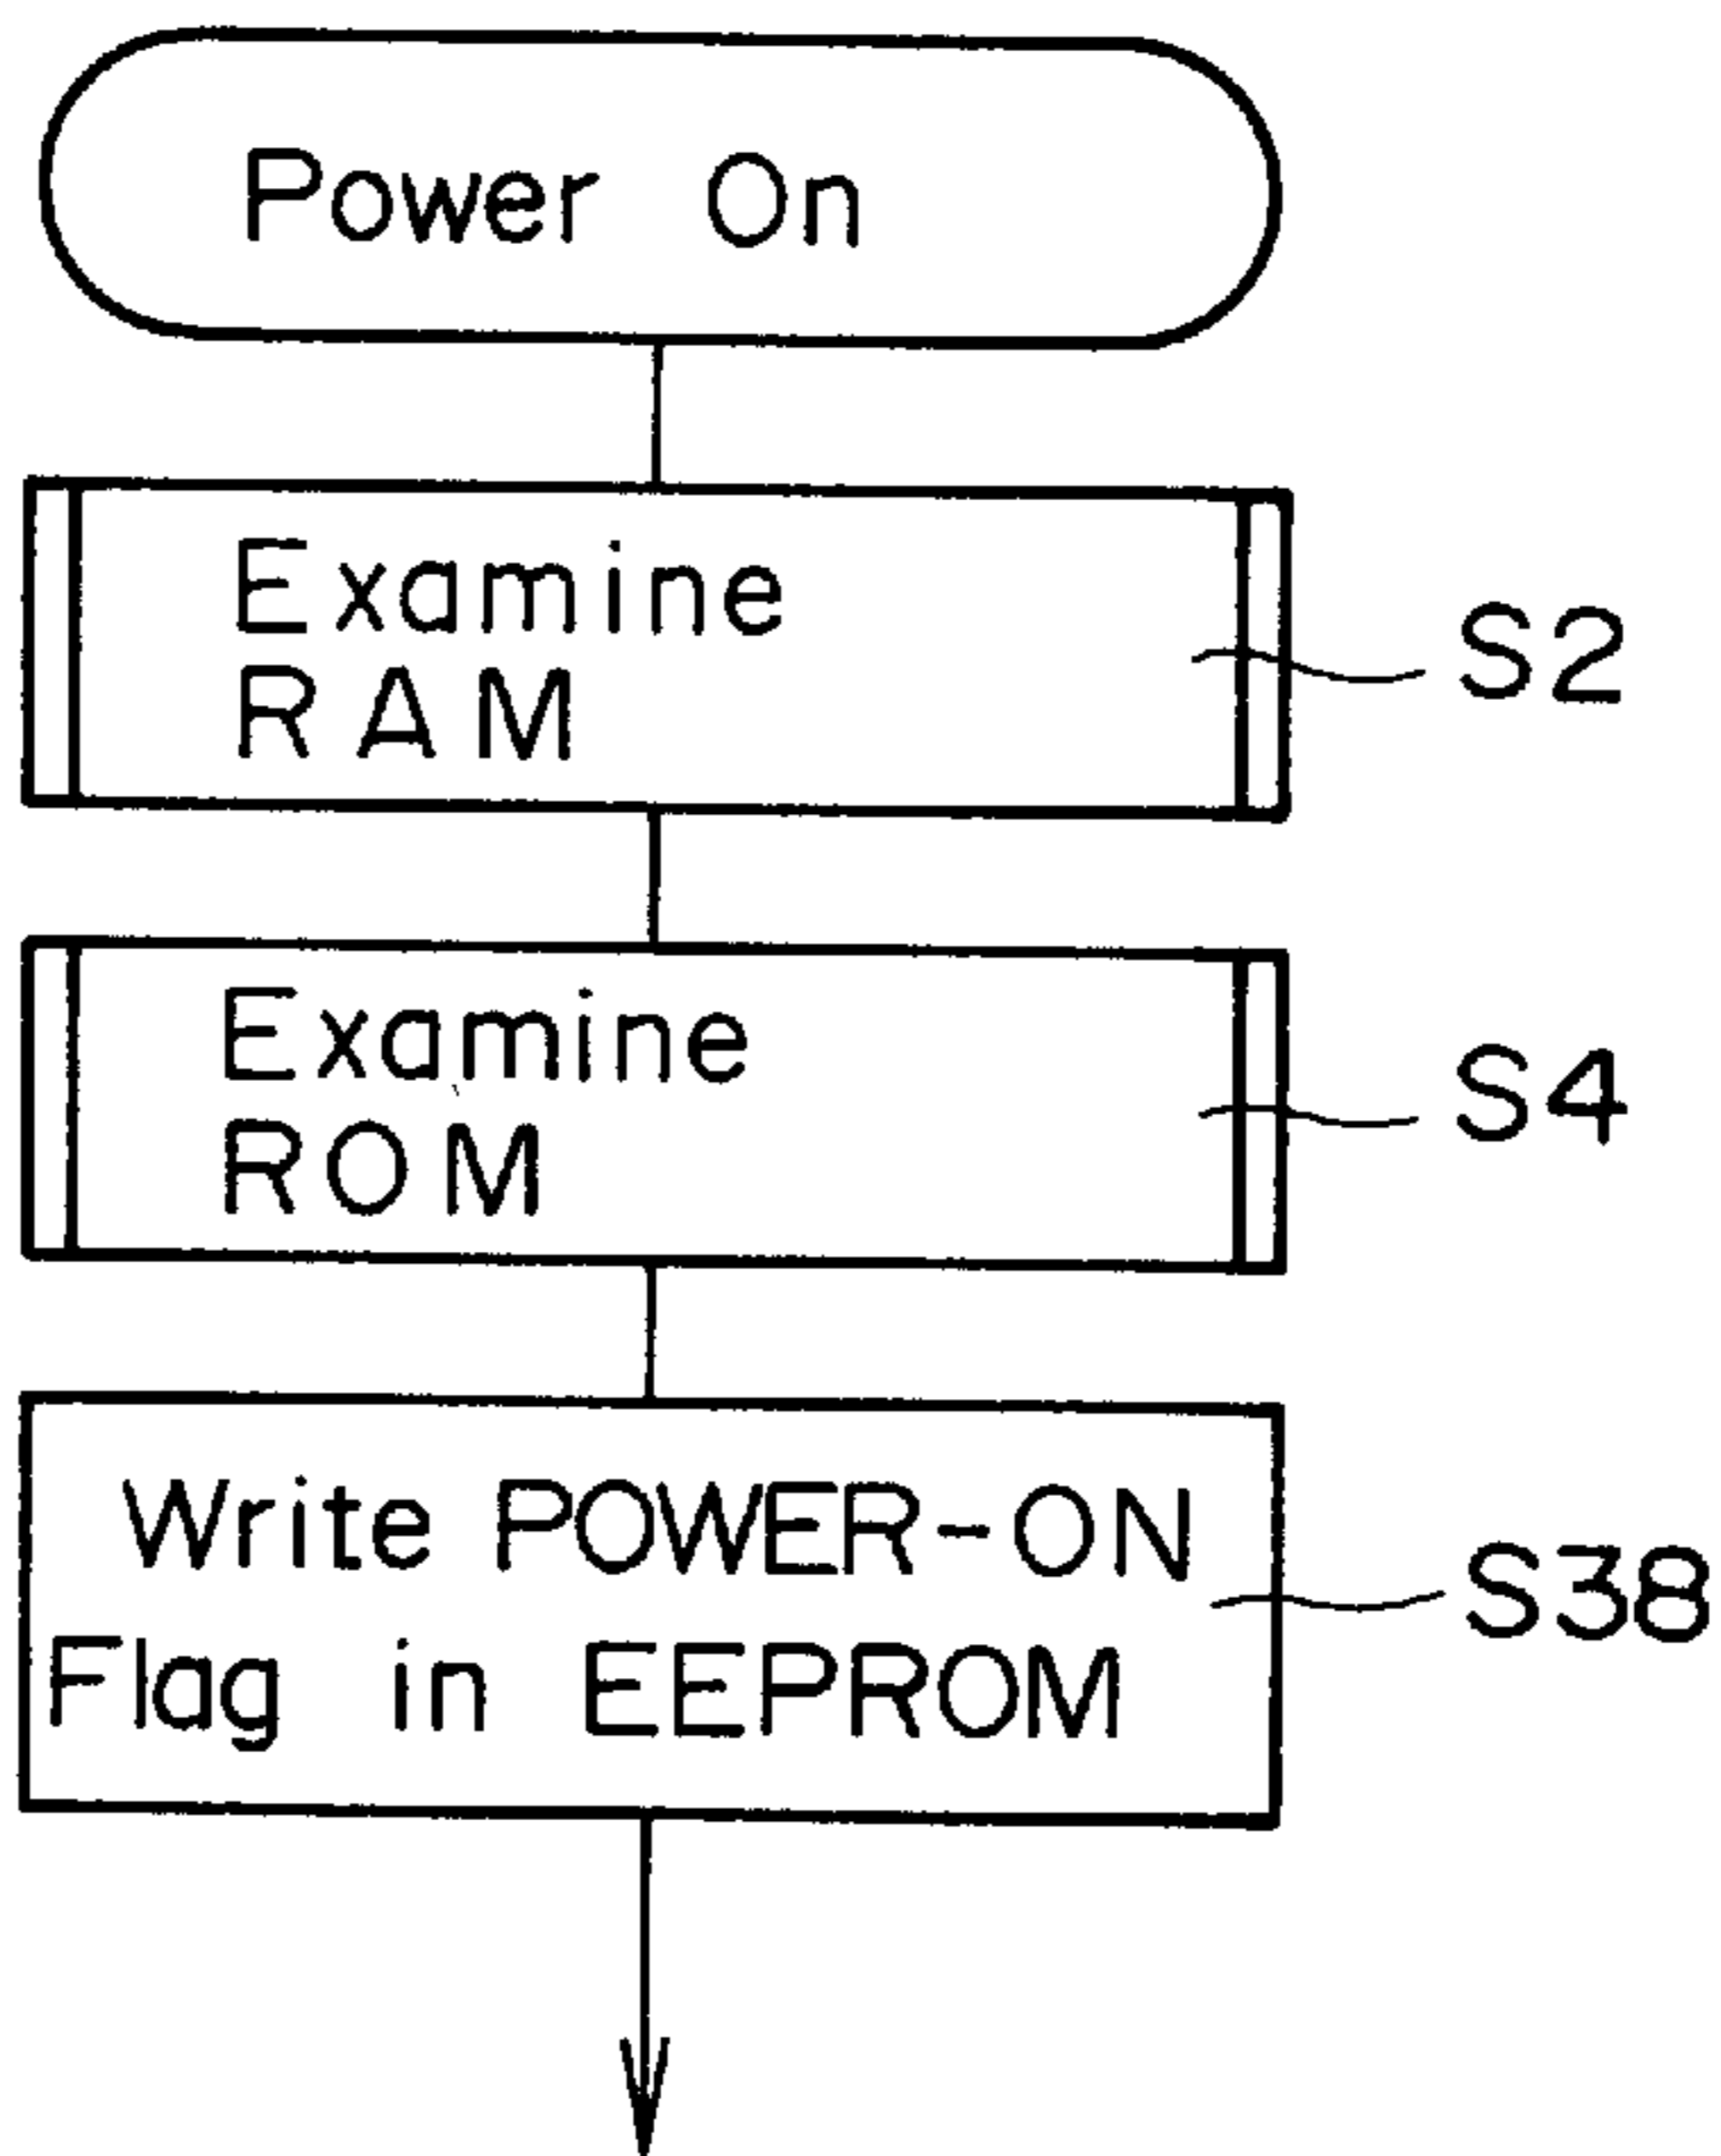 Power On
Examine
RAM
S2
Examine
ROM
S4
Write POWER-ON
Flag in EEPROM
S38